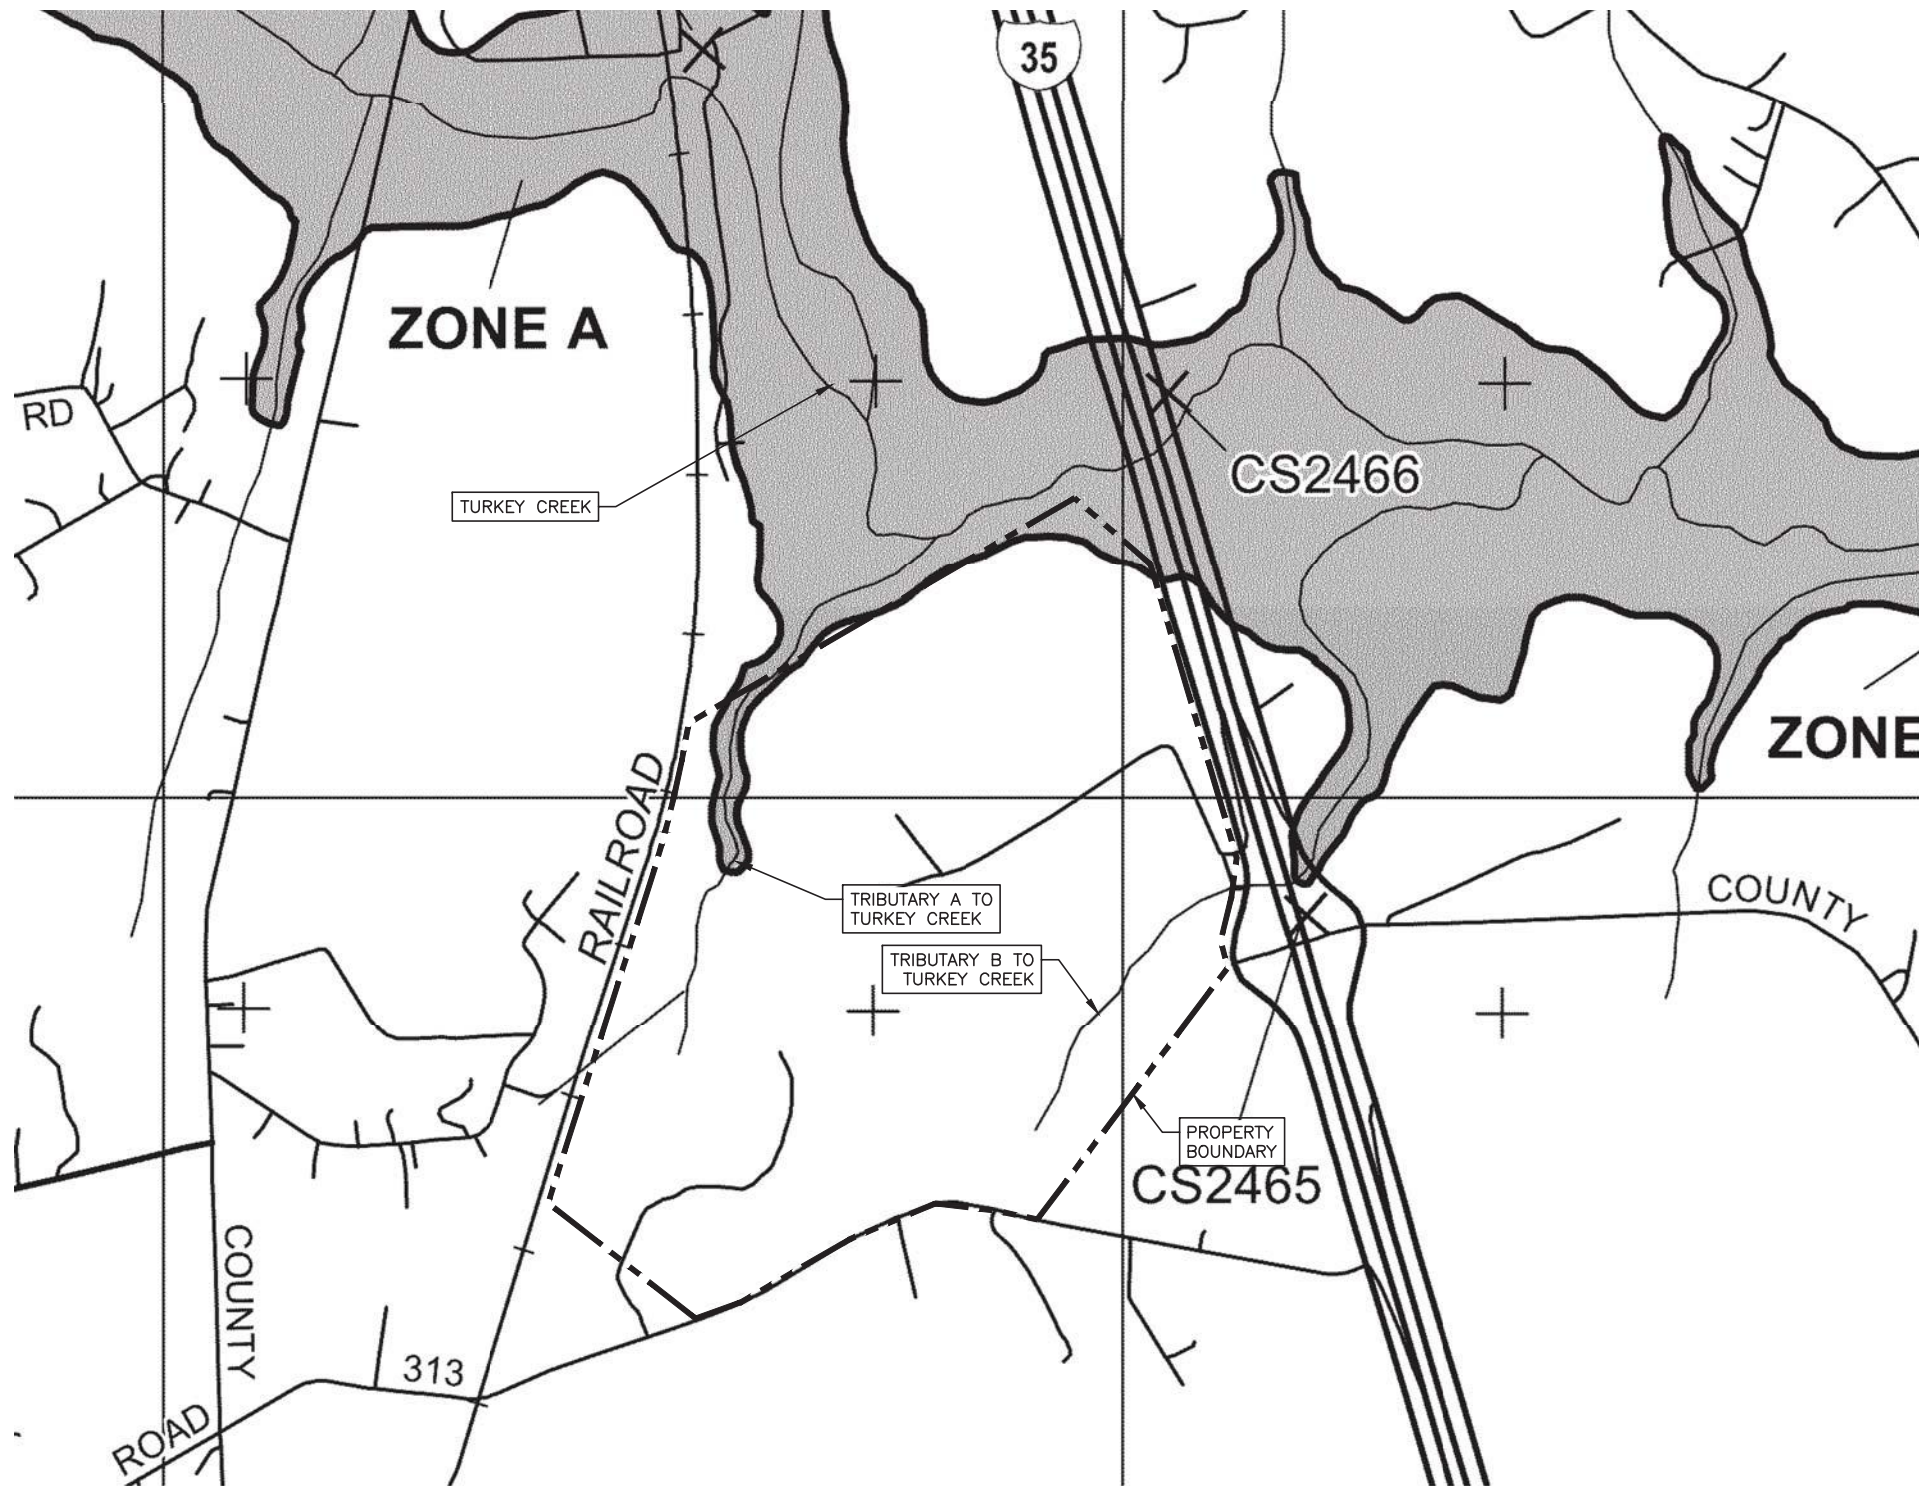 35
ZONE A
RD
CS2466
TURKEY CREEK
ZONE
RAILROAD
TRIBUTARY A TO
TURKEY CREEK
COUNTY
TRIBUTARY B TO
TURKEY CREEK
PROPERTY
BOUNDARY
CS2465
COUNTY
313
ROAD